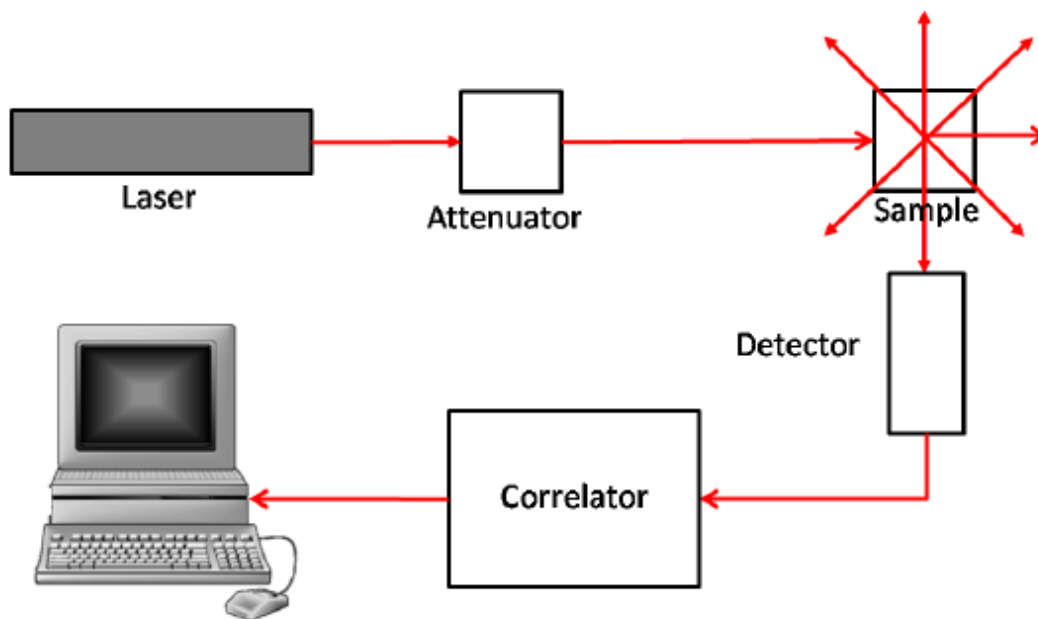 Laser
Attenuator
Sample
Detector
Correlator